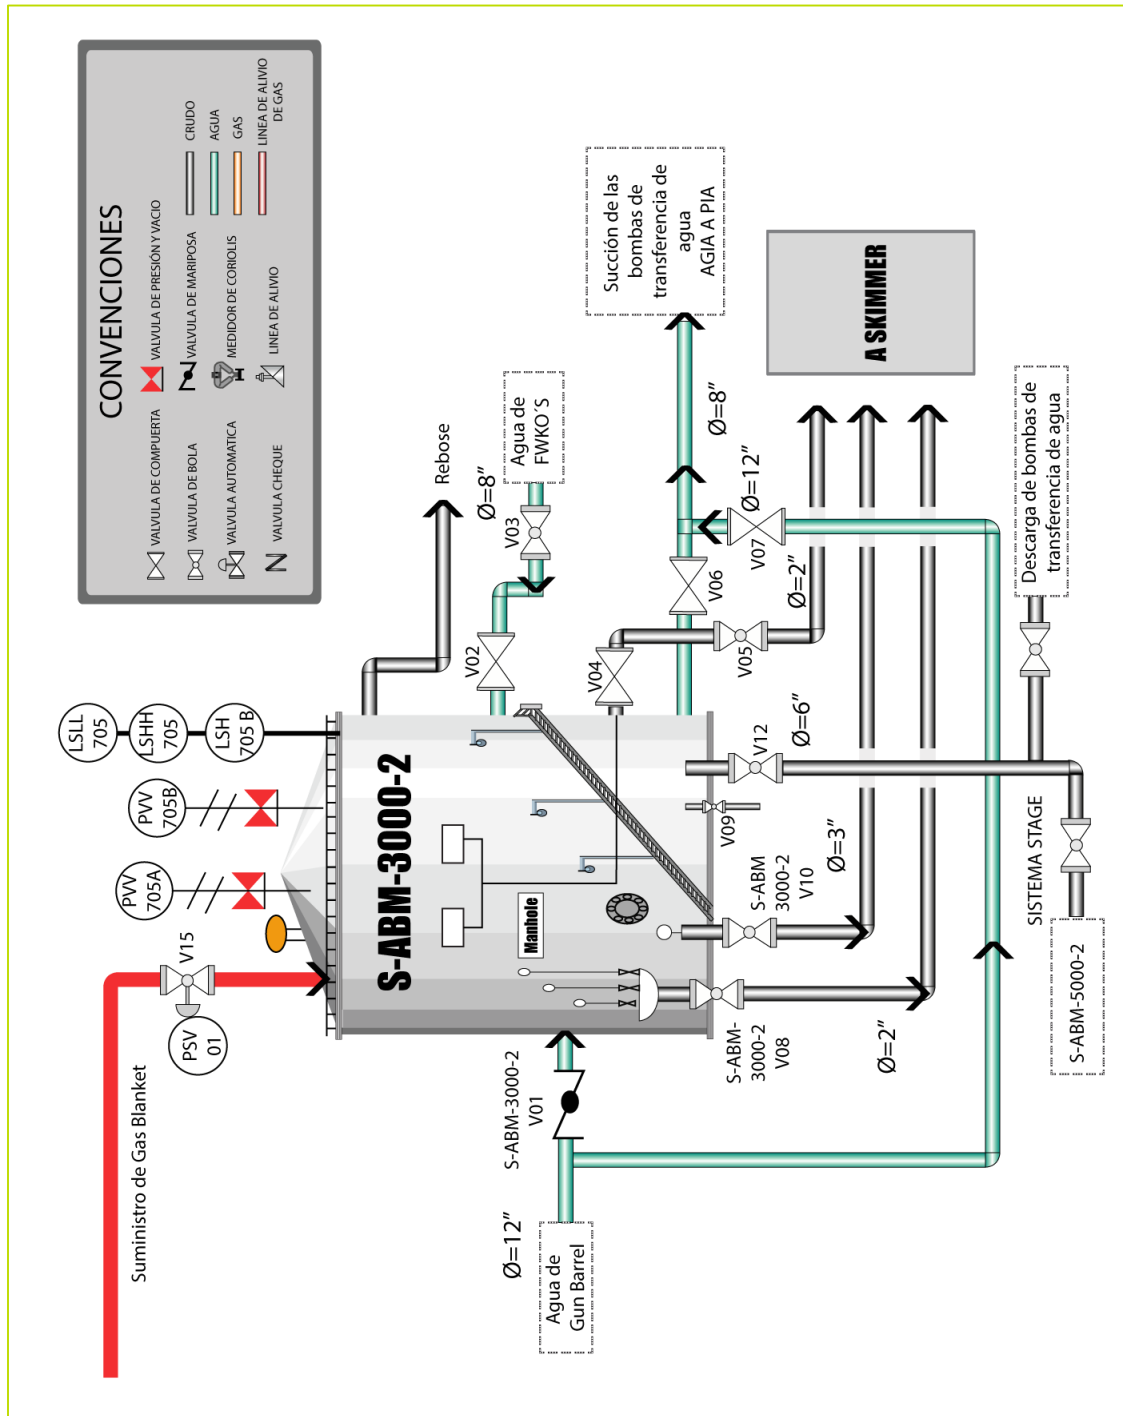 CONVENCIONES
VALVULA DE COMPUERTA
VALVULA DE BOLA
VALVULA AUTOMATICA
VALVULA CHEQUE
VALVULA DE PRESIÓN Y VACIO
VALVULA DE MARIPOSA
MEDIDOR DE CORIOLIS
LINEA DE ALIVIO
CRUDO
AGUA
GAS
LINEA DE ALIVIO
DE GAS
Suministro de Gas Blanket
PSV
01
V15
PVV
705A
PVV
705B
LSLL
705
LSHH
705
LSH
705 B
S-ABM-3000-2
Manhole
Rebose
Ø=8"
Agua de
FWKO´S
V03
V02
V04
V05
Ø=2"
V06
V07
Ø=12"
Ø=8"
Succión de las
bombas de
transferencia de
agua
AGIA A PIA
A SKIMMER
Ø=12"
Agua de
Gun Barrel
S-ABM-3000-2
V01
S-ABM-
3000-2
V08
Ø=2"
S-ABM
3000-2
V10
Ø=3"
V09
V12
Ø=6"
SISTEMA STAGE
S-ABM-5000-2
Descarga de bombas de
transferencia de agua